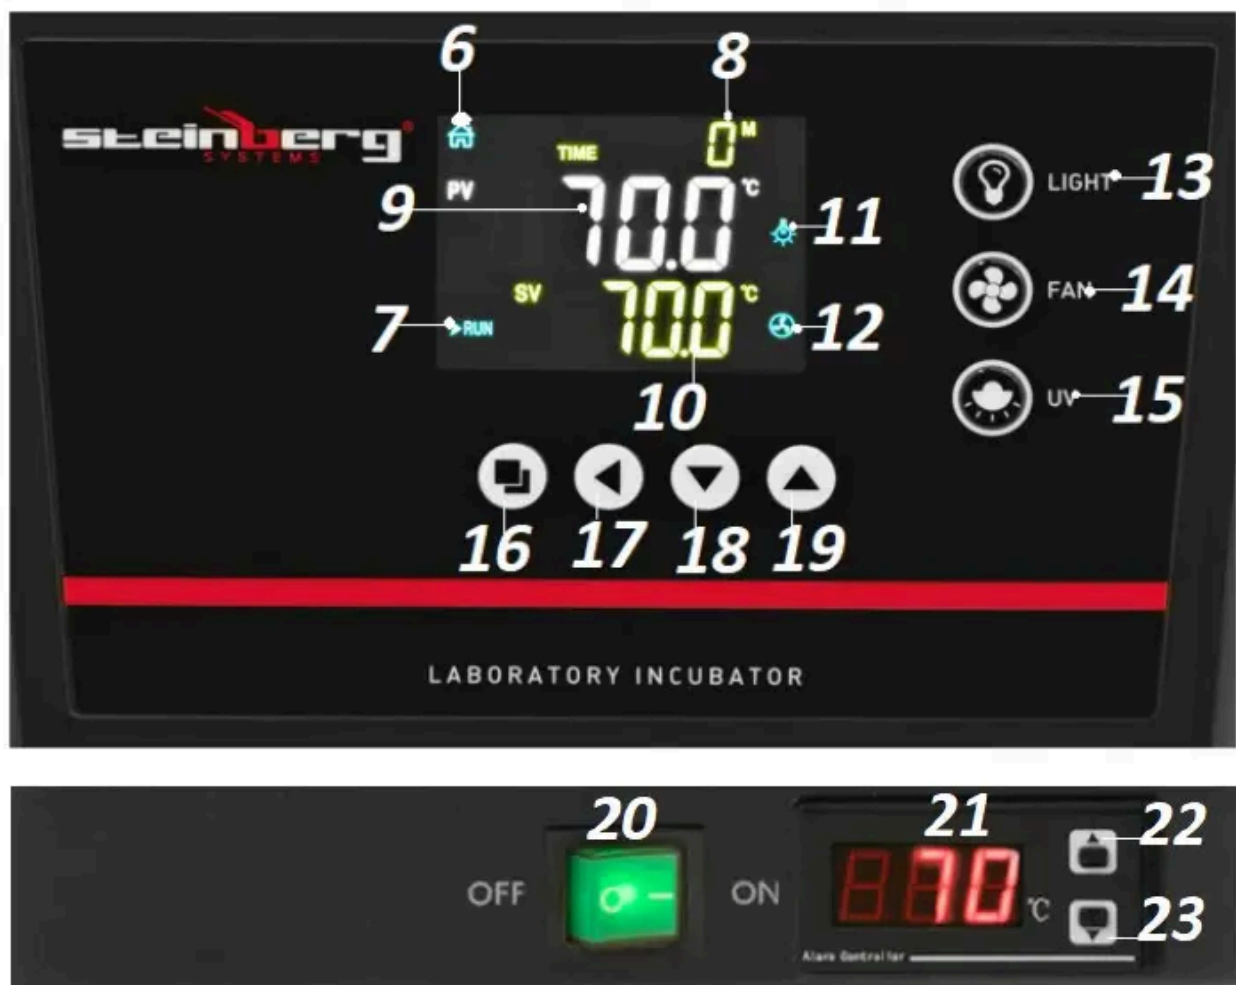 6
8
steinberg®
SYSTEMS
TIME 0 M
9
PV 70.0 °C
11
LIGHT 13
7
RUN
SV 70.0 °C
12
FAN 14
10
UV 15
16 17 18 19
LABORATORY INCUBATOR
20
21
22
OFF
ON
70 °C
23
Alarm Controller